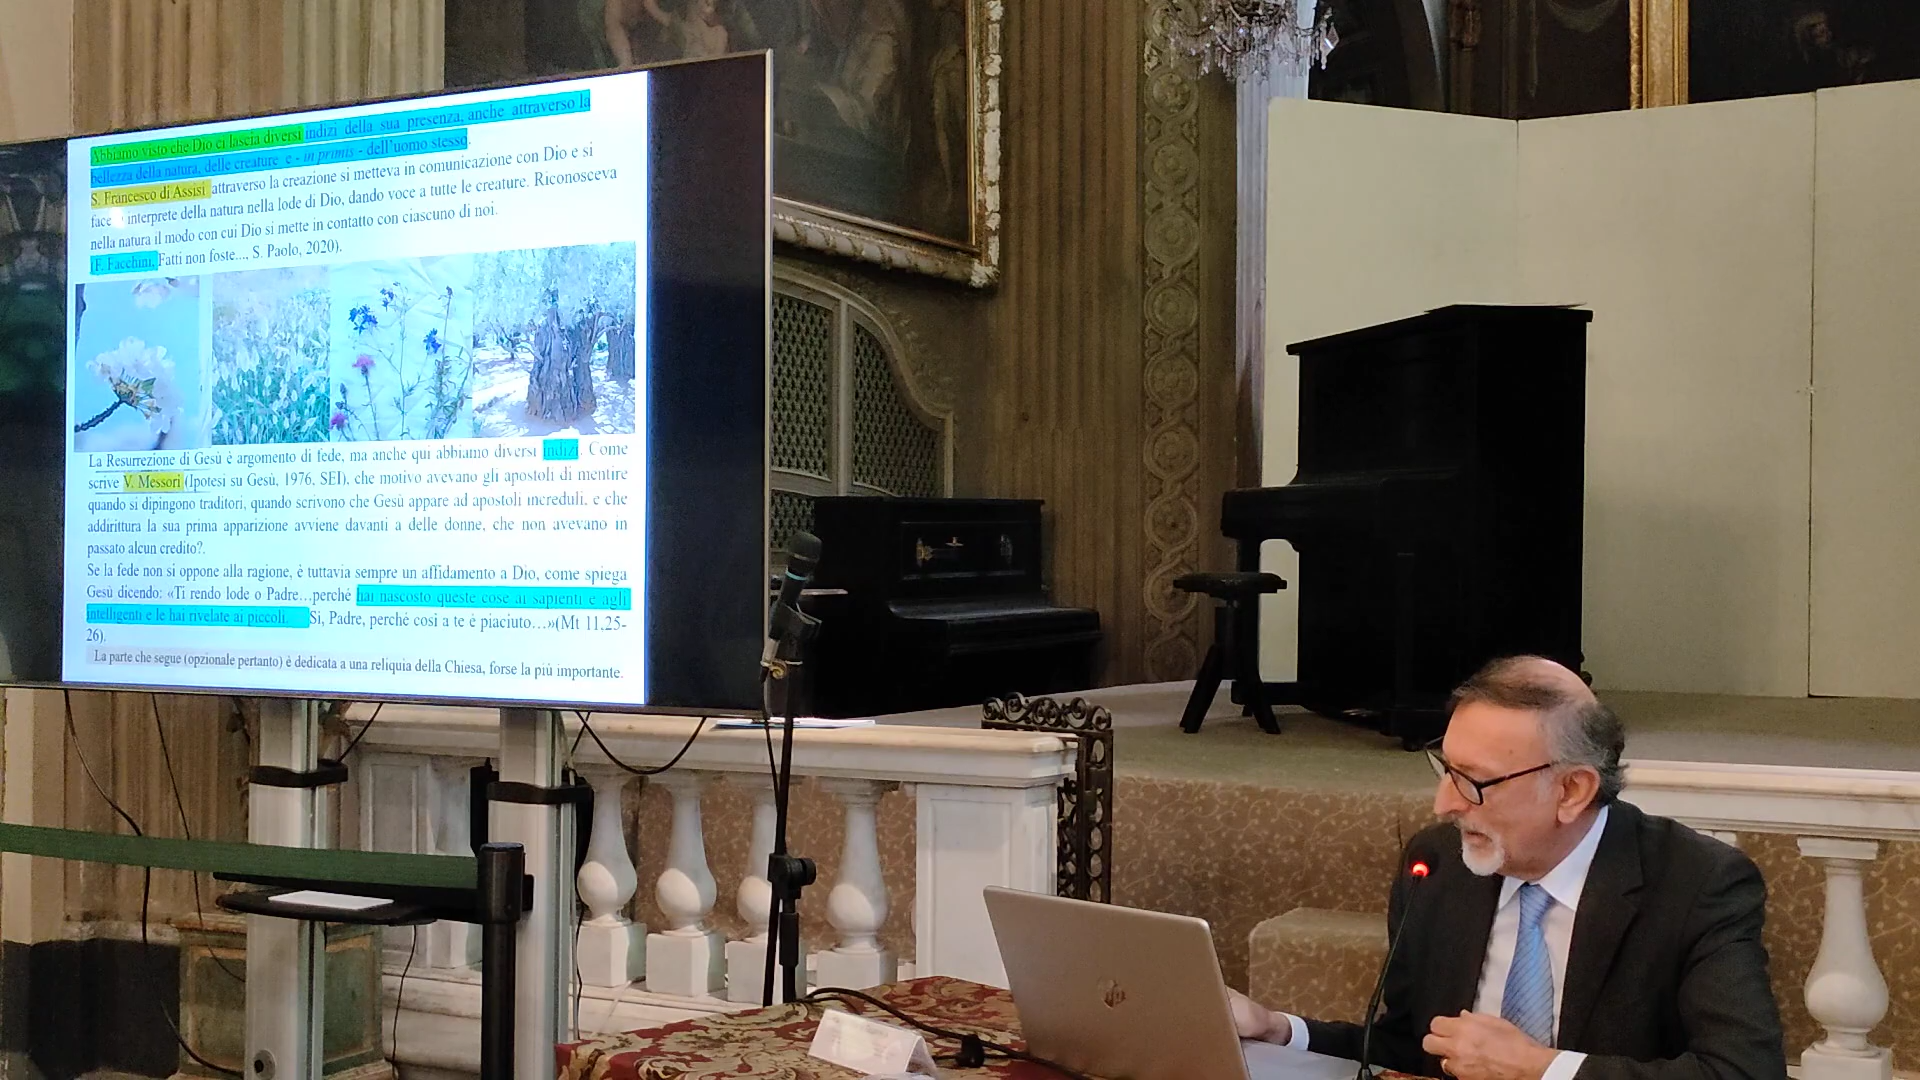 Abbiamo visto che Dio ci lascia diversi indizi della sua presenza, anche attraverso la
bellezza della natura, delle creature e - in primis - dell'uomo stesso.
S. Francesco di Assisi attraverso la creazione si metteva in comunicazione con Dio e si
interprete della natura nella lode di Dio, dando voce a tutte le creature. Riconosceva
nella natura il modo con cui Dio si mette in contatto con ciascuno di noi.
(F. Facchini, Fatti non foste..., S. Paolo, 2020).
La Resurrezione di Gesù è argomento di fede, ma anche qui abbiamo diversi indizi. Come
scrive V. Messori (Ipotesi su Gesù, 1976, SEI), che motivo avevano gli apostoli di mentire
quando si dipingono traditori, quando scrivono che Gesù appare ad apostoli increduli, e che
addirittura la sua prima apparizione avviene davanti a delle donne, che non avevano in
passato alcun credito?.
Se la fede non si oppone alla ragione, è tuttavia sempre un affidamento a Dio, come spiega
Gesù dicendo: «Ti rendo lode o Padre…perché hai nascosto queste cose ai sapienti e agli
intelligenti e le hai rivelate ai piccoli. Sì, Padre, perché così a te è piaciuto…»(Mt 11,25-
26).
La parte che segue (opzionale pertanto) è dedicata a una reliquia della Chiesa, forse la più importante.
hp